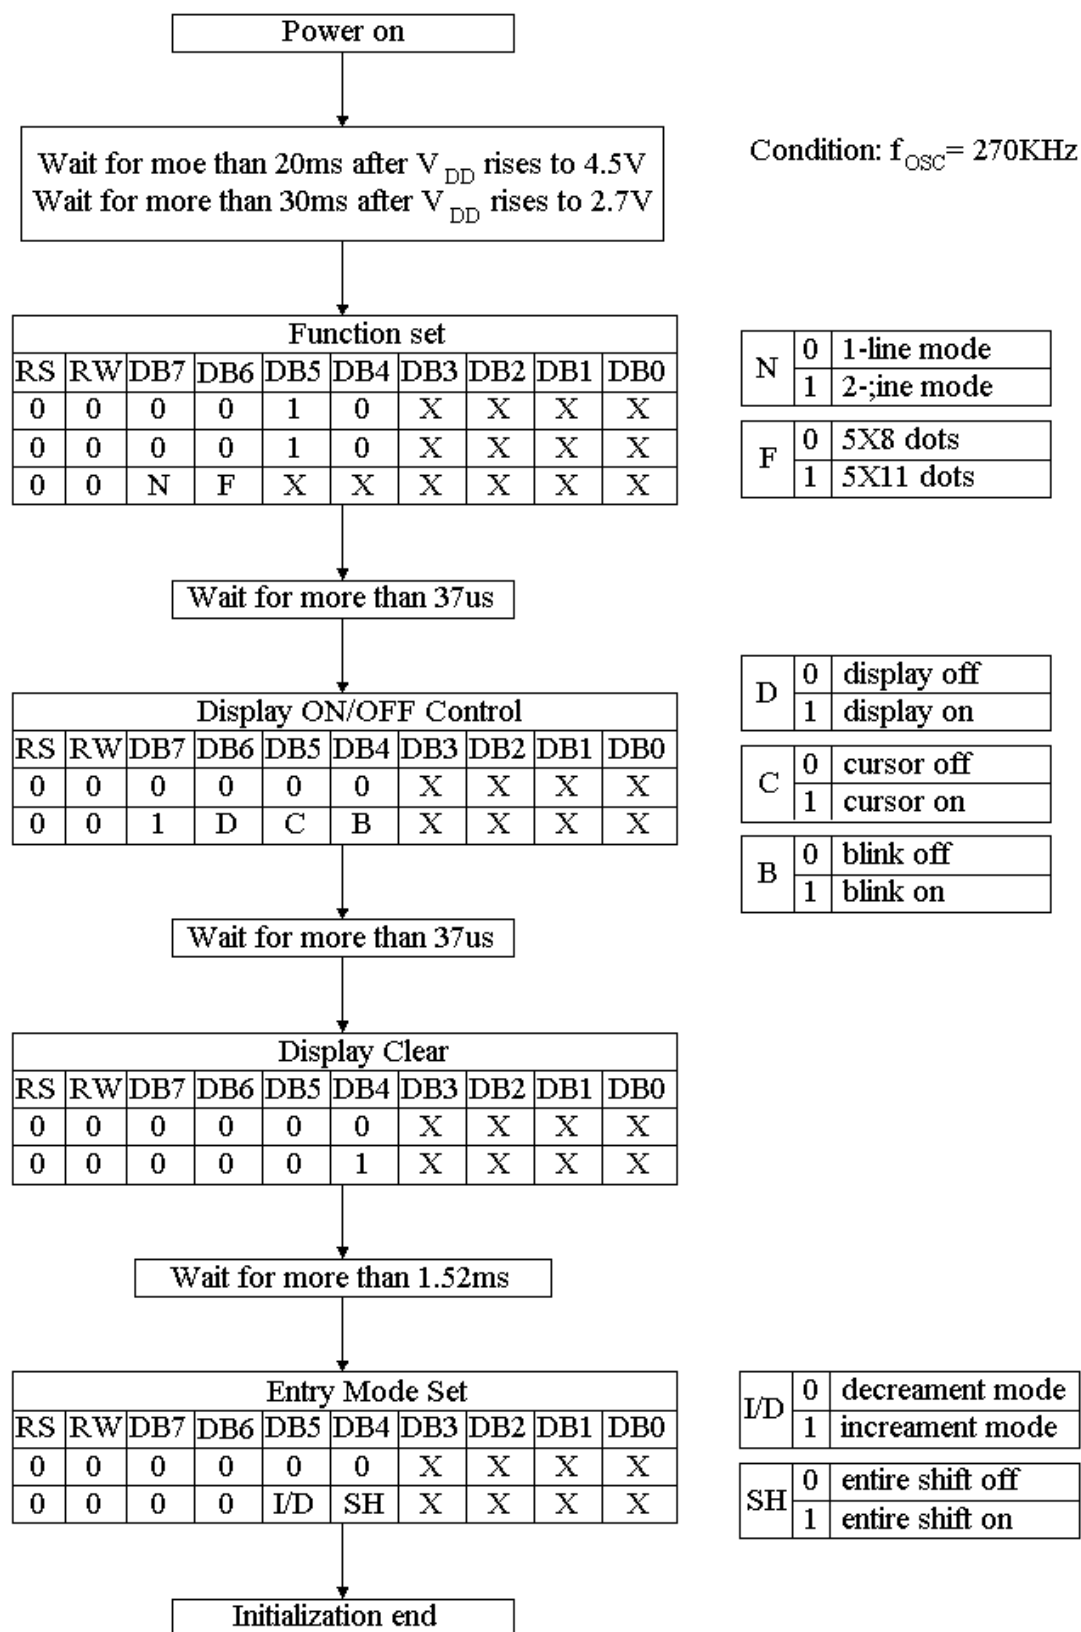 Power on
Wait for moe than 20ms after VDD rises to 4.5V
Wait for more than 30ms after VDD rises to 2.7V
Condition: fOSC= 270KHz
Function set
RS RW DB7 DB6 DB5 DB4 DB3 DB2 DB1 DB0
0 0 0 0 1 0 X X X X
0 0 0 0 1 0 X X X X
0 0 N F X X X X X X
N
0 1-line mode
1 2-;ine mode
F
0 5X8 dots
1 5X11 dots
Wait for more than 37us
Display ON/OFF Control
RS RW DB7 DB6 DB5 DB4 DB3 DB2 DB1 DB0
0 0 0 0 0 0 X X X X
0 0 1 D C B X X X X
D
0 display off
1 display on
C
0 cursor off
1 cursor on
B
0 blink off
1 blink on
Wait for more than 37us
Display Clear
RS RW DB7 DB6 DB5 DB4 DB3 DB2 DB1 DB0
0 0 0 0 0 0 X X X X
0 0 0 0 0 1 X X X X
Wait for more than 1.52ms
Entry Mode Set
RS RW DB7 DB6 DB5 DB4 DB3 DB2 DB1 DB0
0 0 0 0 0 0 X X X X
0 0 0 0 I/D SH X X X X
I/D
0 decreament mode
1 increament mode
SH
0 entire shift off
1 entire shift on
Initialization end